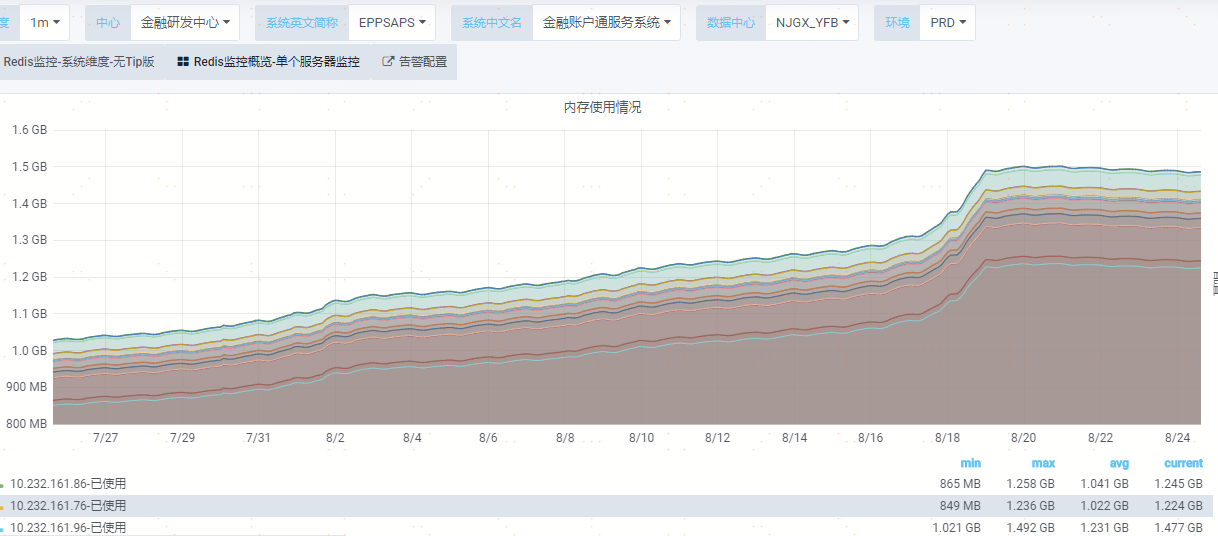 度 1m 中心 金融研发中心 系统英文简称 EPPSAPS 系统中文名 金融账户通服务系统 数据中心 NJGX_YFB 环境 PRD
Redis监控-系统维度-无Tip版 Redis监控概览-单个服务器监控 告警配置
内存使用情况
1.6 GB
1.5 GB
1.4 GB
1.3 GB
1.2 GB
1.1 GB
1.0 GB
900 MB
800 MB
7/27 7/29 7/31 8/2 8/4 8/6 8/8 8/10 8/12 8/14 8/16 8/18 8/20 8/22 8/24
min max avg current
10.232.161.86-已使用 865 MB 1.258 GB 1.041 GB 1.245 GB
10.232.161.76-已使用 849 MB 1.236 GB 1.022 GB 1.224 GB
10.232.161.96-已使用 1.021 GB 1.492 GB 1.231 GB 1.477 GB